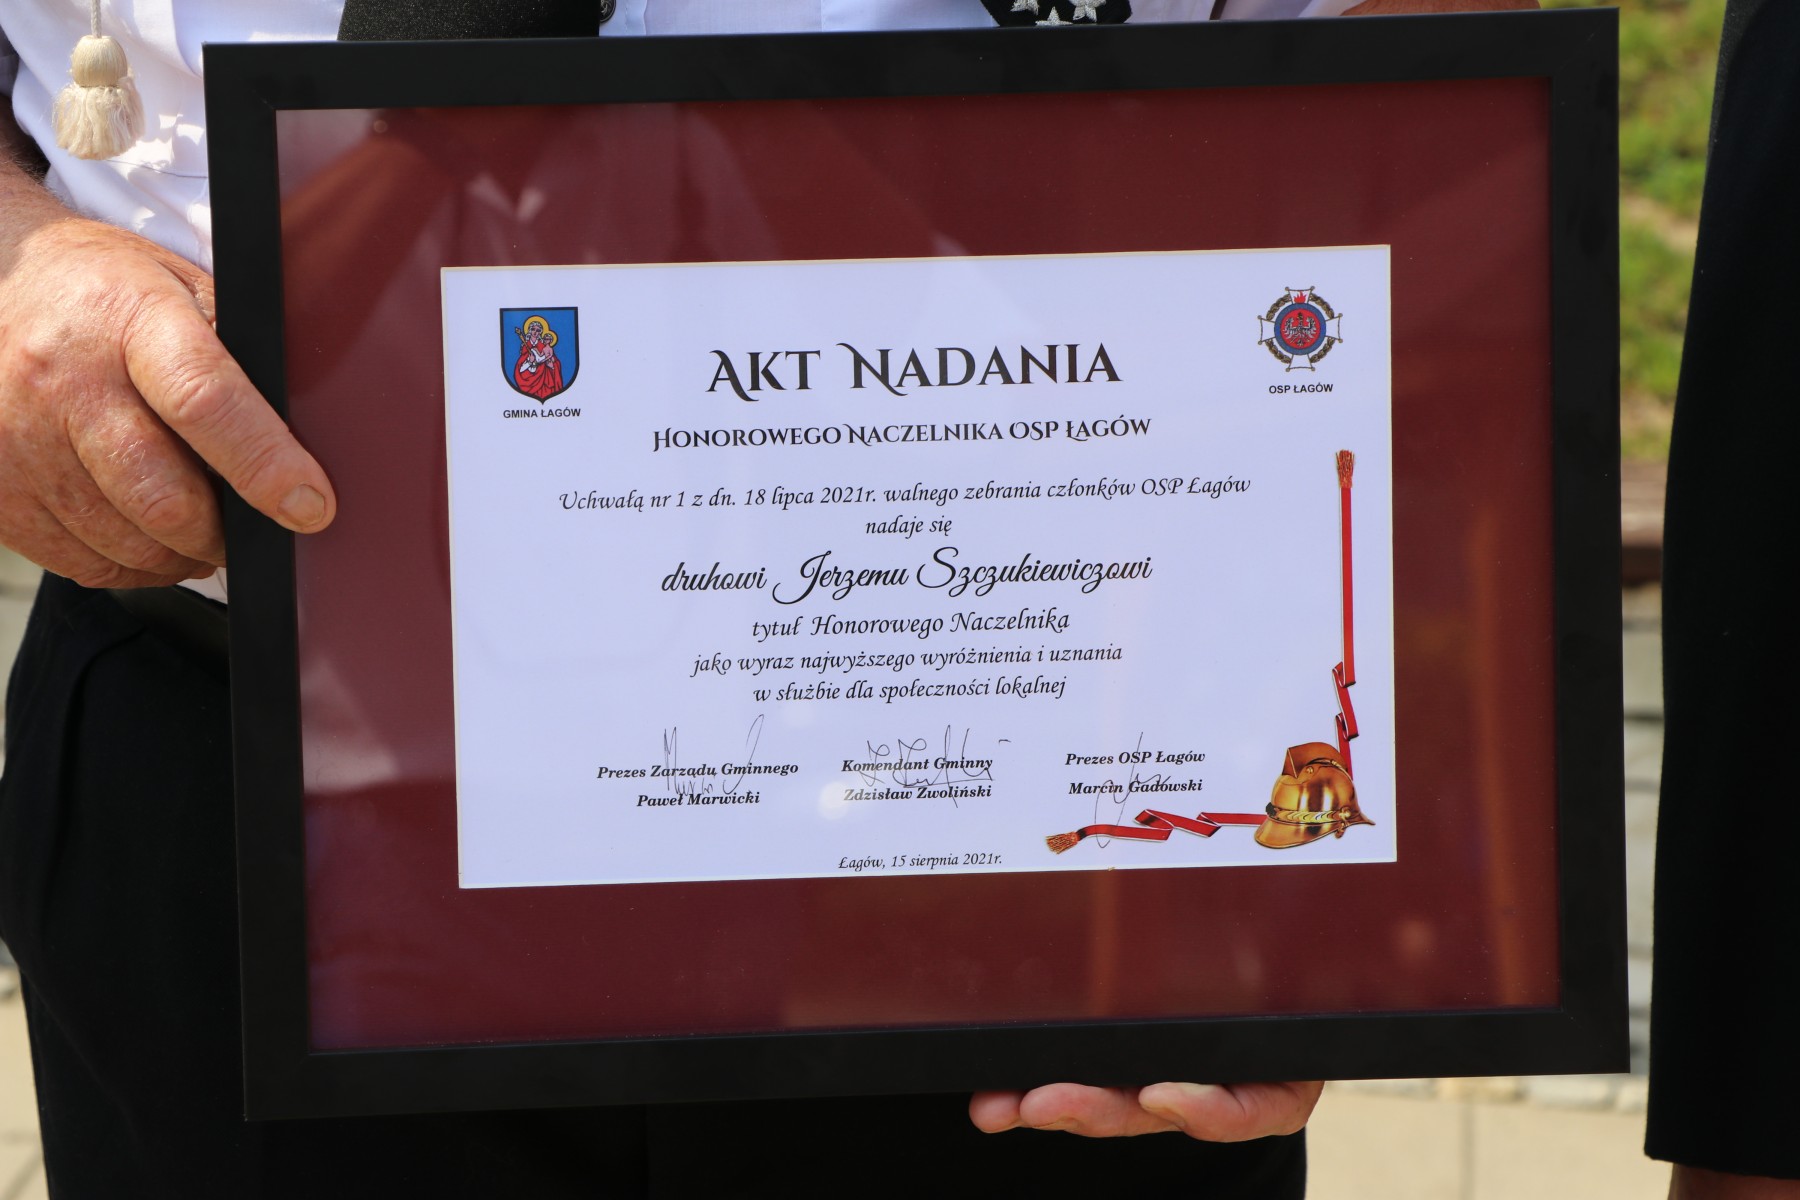 GMINA ŁAGÓW
OSP ŁAGÓW
AKT NADANIA
HONOROWEGO NACZELNIKA OSP ŁAGÓW
Uchwałą nr 1 z dn. 18 lipca 2021r. walnego zebrania członków OSP Łagów
nadaje się
druhowi Jerzemu Szczukiewiczowi
tytuł Honorowego Naczelnika
jako wyraz najwyższego wyróżnienia i uznania
w służbie dla społeczności lokalnej
Prezes Zarządu Gminnego
Paweł Marwicki
Komendant Gminny
Zdzisław Zwoliński
Prezes OSP Łagów
Marcin Gadowski
Łagów, 15 sierpnia 2021r.